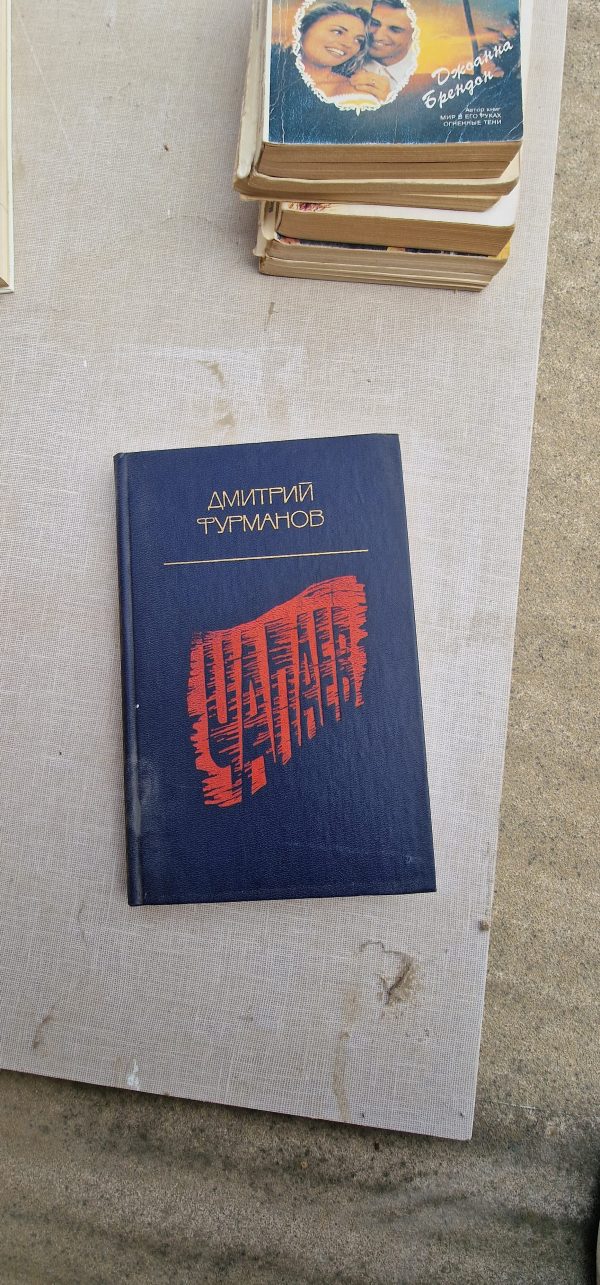 Джоанна
Брендон
Автор книг
МИР В ЕГО РУКАХ
ОГНЕННЫЕ ТЕНИ
ДМИТРИЙ
ФУРМАНОВ
ЧАПАЕВ